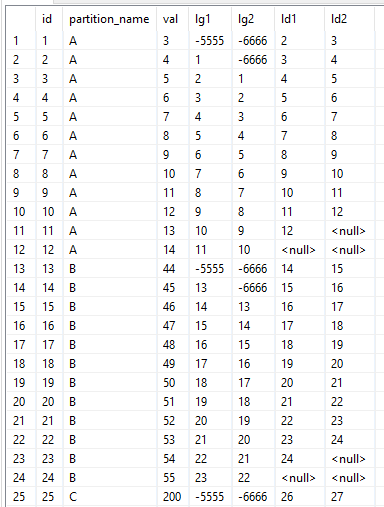 id partition_name val lg1 lg2 ld1 ld2
1 1 A 3 -5555 -6666 2 3
2 2 A 4 1 -6666 3 4
3 3 A 5 2 1 4 5
4 4 A 6 3 2 5 6
5 5 A 7 4 3 6 7
6 6 A 8 5 4 7 8
7 7 A 9 6 5 8 9
8 8 A 10 7 6 9 10
9 9 A 11 8 7 10 11
10 10 A 12 9 8 11 12
11 11 A 13 10 9 12 <null>
12 12 A 14 11 10 <null> <null>
13 13 B 44 -5555 -6666 14 15
14 14 B 45 13 -6666 15 16
15 15 B 46 14 13 16 17
16 16 B 47 15 14 17 18
17 17 B 48 16 15 18 19
18 18 B 49 17 16 19 20
19 19 B 50 18 17 20 21
20 20 B 51 19 18 21 22
21 21 B 52 20 19 22 23
22 22 B 53 21 20 23 24
23 23 B 54 22 21 24 <null>
24 24 B 55 23 22 <null> <null>
25 25 C 200 -5555 -6666 26 27